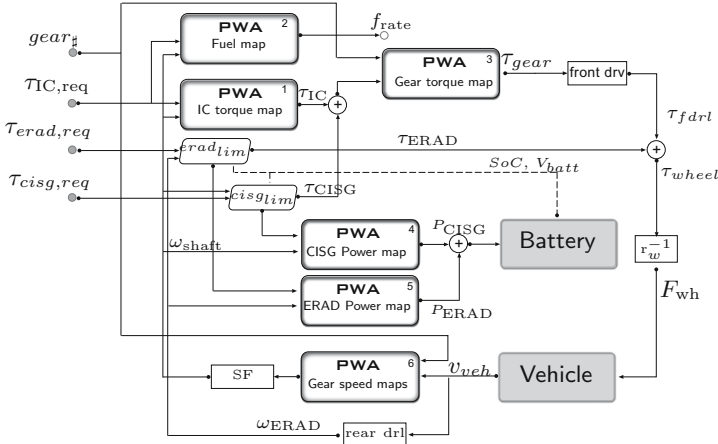 gear♯
PWA 2
Fuel map
f_rate
τ_IC,req
PWA 3
Gear torque map
τ_gear
front drv
PWA 1
IC torque map
τ_IC
τ_fdrl
τ_erad,req
erad_lim
τ_ERAD
τ_wheel
SoC, V_batt
τ_cisg,req
cisg_lim
τ_CISG
ω_shaft
PWA 4
CISG Power map
P_CISG
Battery
r_w^−1
PWA 5
ERAD Power map
P_ERAD
F_wh
SF
PWA 6
Gear speed maps
v_veh
Vehicle
ω_ERAD
rear drl